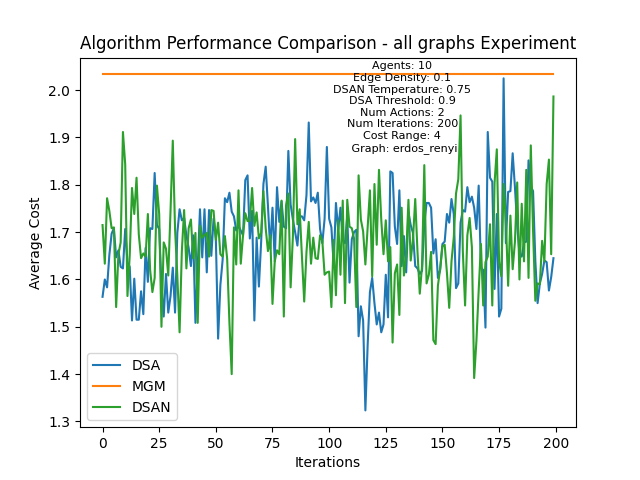 Algorithm Performance Comparison - all graphs Experiment
Agents: 10
Edge Density: 0.1
DSAN Temperature: 0.75
DSA Threshold: 0.9
Num Actions: 2
Num Iterations: 200
Cost Range: 4
Graph: erdos_renyi
2.0
1.9
1.8
1.7
1.6
1.5
1.4
1.3
Average Cost
DSA
MGM
DSAN
0
25
50
75
100
125
150
175
200
Iterations